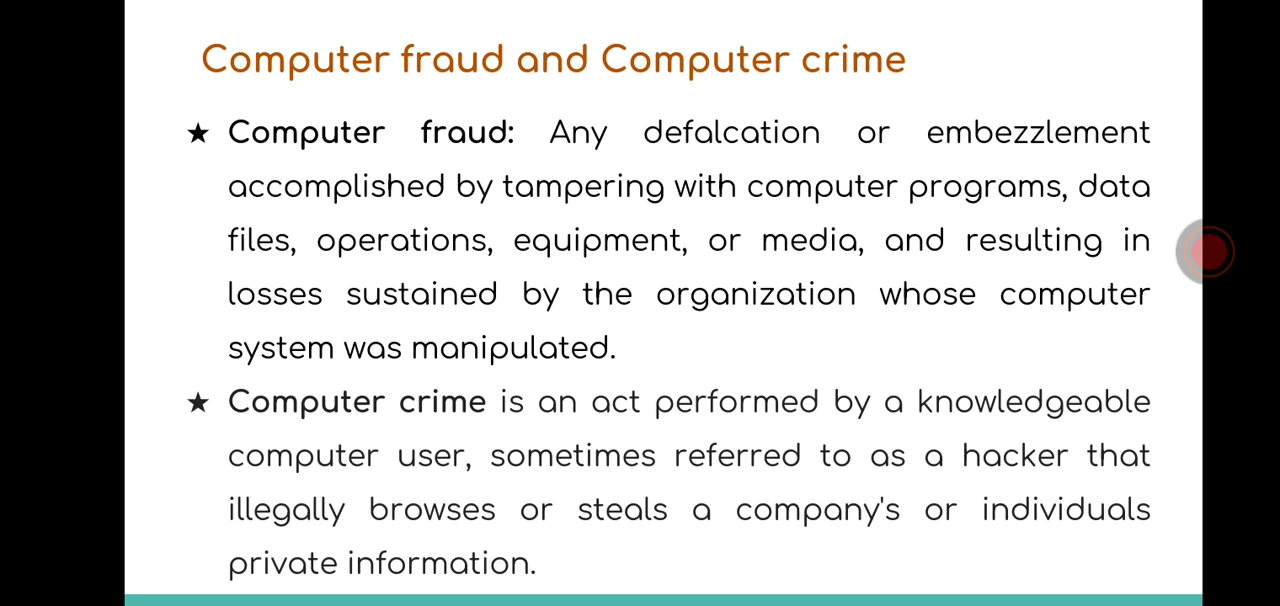 Computer fraud and Computer crime
★ Computer fraud: Any defalcation or embezzlement
accomplished by tampering with computer programs, data
files, operations, equipment, or media, and resulting in
losses sustained by the organization whose computer
system was manipulated.
★ Computer crime is an act performed by a knowledgeable
computer user, sometimes referred to as a hacker that
illegally browses or steals a company's or individuals
private information.